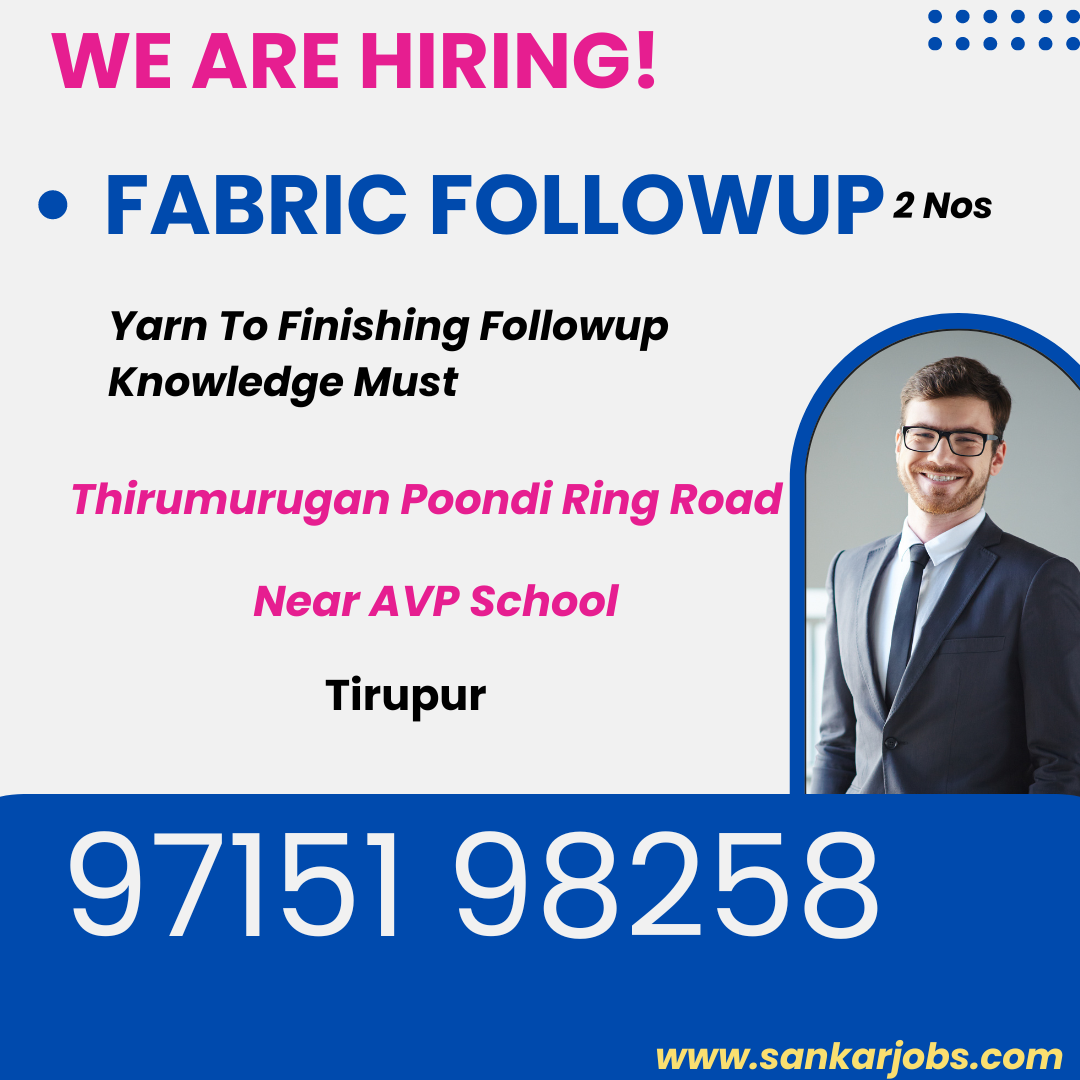 WE ARE HIRING!
• FABRIC FOLLOWUP 2 Nos
Yarn To Finishing Followup
Knowledge Must
Thirumurugan Poondi Ring Road
Near AVP School
Tirupur
97151 98258
www.sankarjobs.com